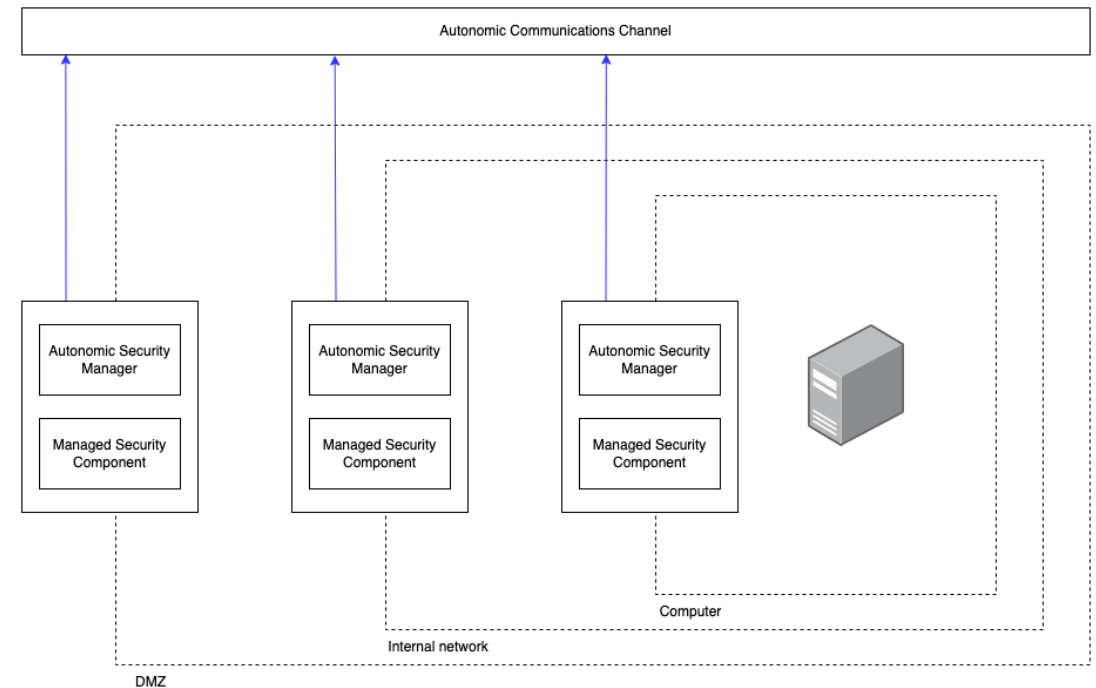 Autonomic Communications Channel
Autonomic Security
Manager
Managed Security
Component
Autonomic Security
Manager
Managed Security
Component
Autonomic Security
Manager
Managed Security
Component
Computer
Internal network
DMZ